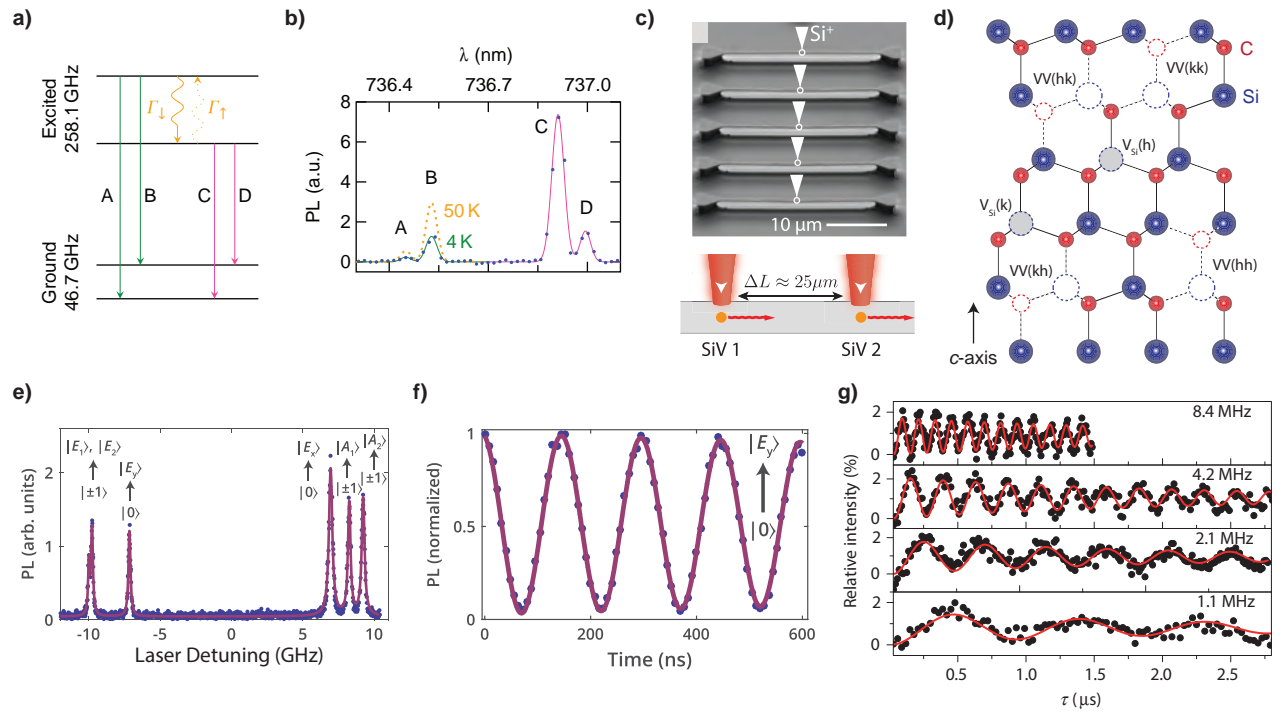 a)
Excited
258.1 GHz
Γ↓
Γ↑
A
B
C
D
Ground
46.7 GHz
b)
λ (nm)
736.4
736.7
737.0
8
6
4
2
0
PL (a.u.)
A
B
C
D
50 K
4 K
c)
Si⁺
10 μm
ΔL ≈ 25μm
SiV 1
SiV 2
d)
C
Si
VV(hk)
VV(kk)
V_Si(h)
V_Si(k)
VV(kh)
VV(hh)
c-axis
e)
|E₁⟩, |E₂⟩
|±1⟩
|E_y⟩
|0⟩
|E_x⟩
|0⟩
|A₁⟩
|±1⟩
|A₂⟩
|±1⟩
2
1
0
PL (arb. units)
-10
-5
0
5
10
Laser Detuning (GHz)
f)
1
0.5
0
PL (normalized)
|E_y⟩
|0⟩
0
200
400
600
Time (ns)
g)
8.4 MHz
4.2 MHz
2.1 MHz
1.1 MHz
2
0
2
0
2
0
2
0
Relative intensity (%)
0.5
1.0
1.5
2.0
2.5
τ (μs)